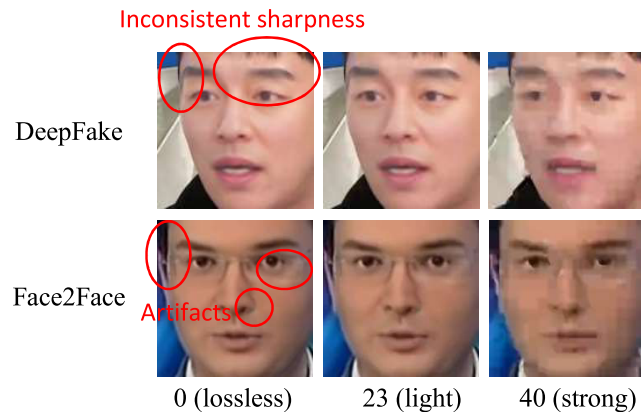 Inconsistent sharpness
DeepFake
Face2Face
Artifacts
0 (lossless)
23 (light)
40 (strong)